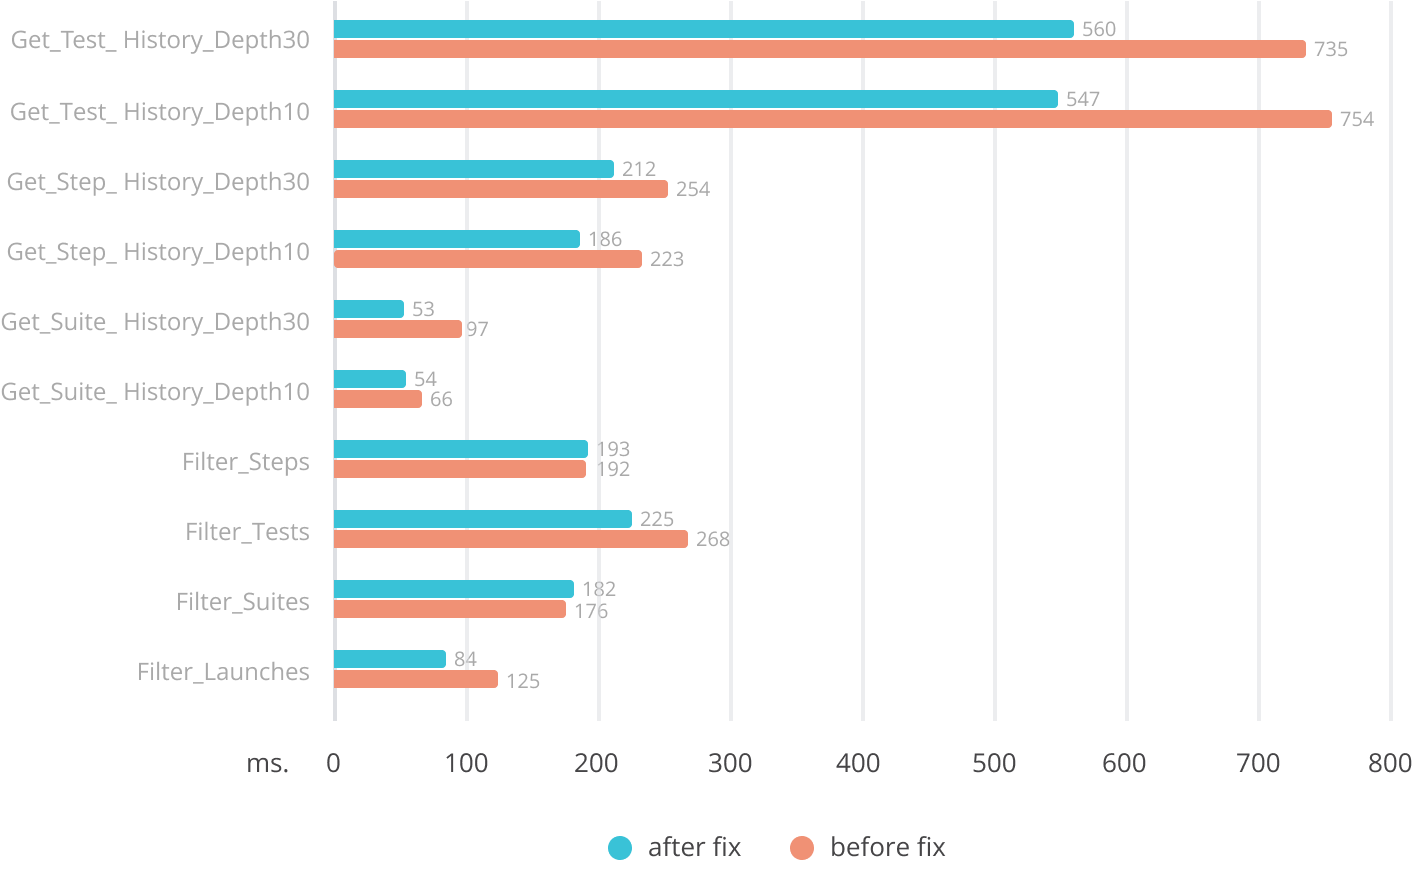 Get_Test_ History_Depth30
560
735
Get_Test_ History_Depth10
547
754
Get_Step_ History_Depth30
212
254
Get_Step_ History_Depth10
186
223
Get_Suite_ History_Depth30
53
97
Get_Suite_ History_Depth10
54
66
Filter_Steps
193
192
Filter_Tests
225
268
Filter_Suites
182
176
Filter_Launches
84
125
ms. 0 100 200 300 400 500 600 700 800
after fix before fix